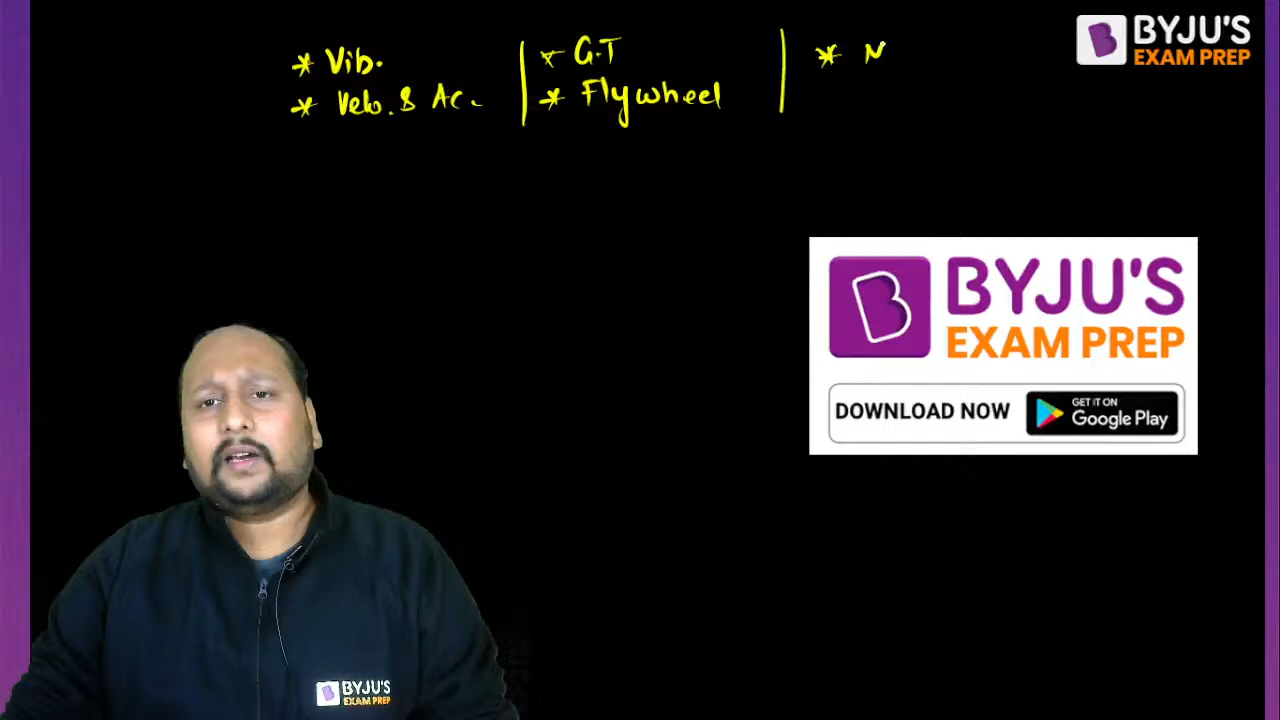 * Vib.
* Velo. & Ac.
* G.T
* Flywheel
* N
BYJU'S
EXAM PREP
BYJU'S
EXAM PREP
DOWNLOAD NOW
GET IT ON
Google Play
BYJU'S
EXAM PREP